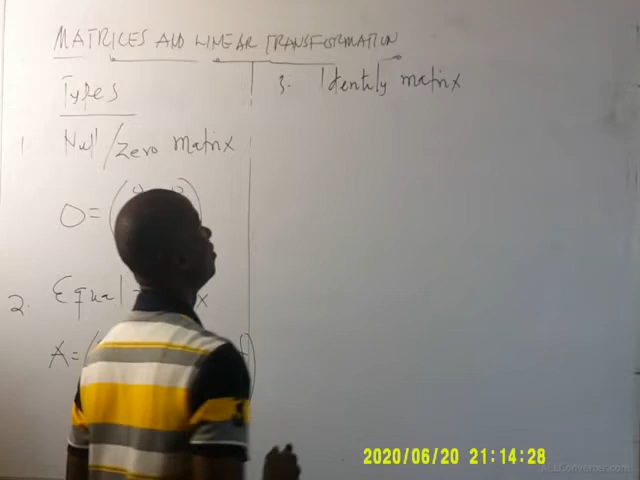 MATRICES AND LINEAR TRANSFORMATION
Types
1 Null/Zero matrix
O = (
2. Equal
A = (
3. Identity matrix
2020/06/20 21:14:28